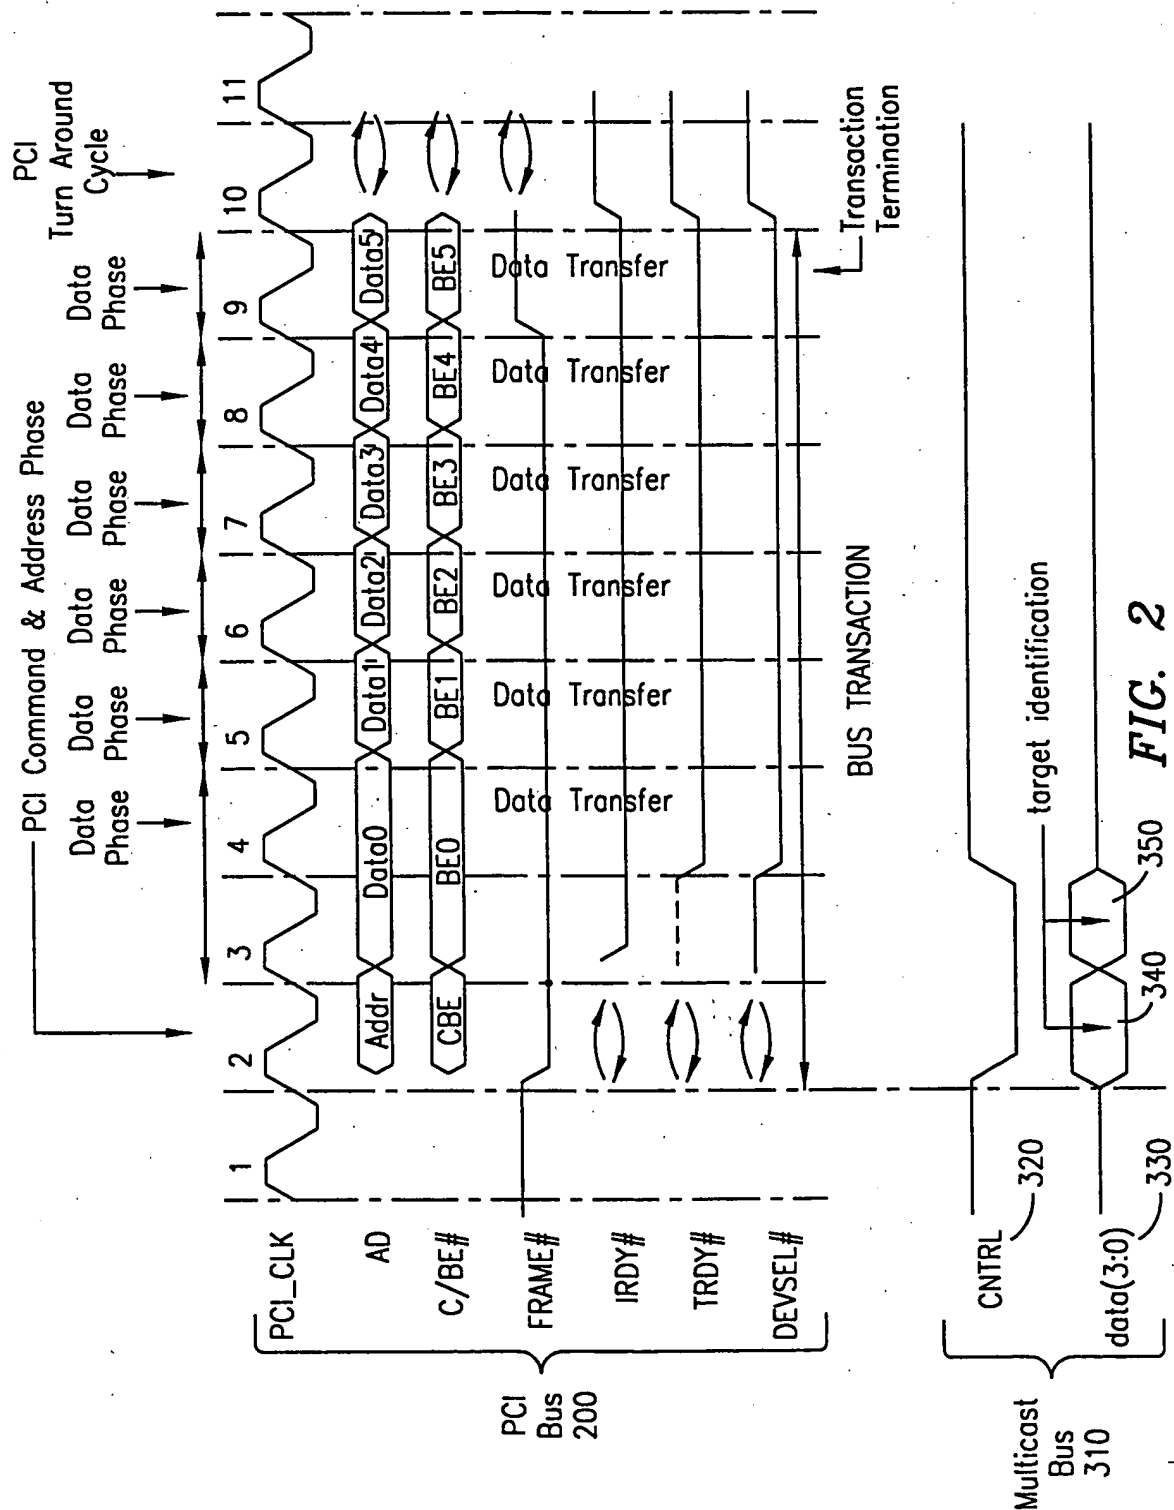 PCI Command & Address Phase
Data
Phase
Data
Phase
Data
Phase
Data
Phase
Data
Phase
Data
Phase
PCI
Turn Around
Cycle
1 2 3 4 5 6 7 8 9 10 11
PCI_CLK
AD
Addr Data0 Data1 Data2 Data3 Data4 Data5
C/BE#
CBE BE0 BE1 BE2 BE3 BE4 BE5
FRAME#
Data Transfer Data Transfer Data Transfer Data Transfer Data Transfer Data Transfer
IRDY#
TRDY#
DEVSEL#
PCI
Bus
200
Transaction
Termination
BUS TRANSACTION
Multicast
Bus
310
CNTRL
320
data(3:0)
330
target identification
340
350
FIG. 2